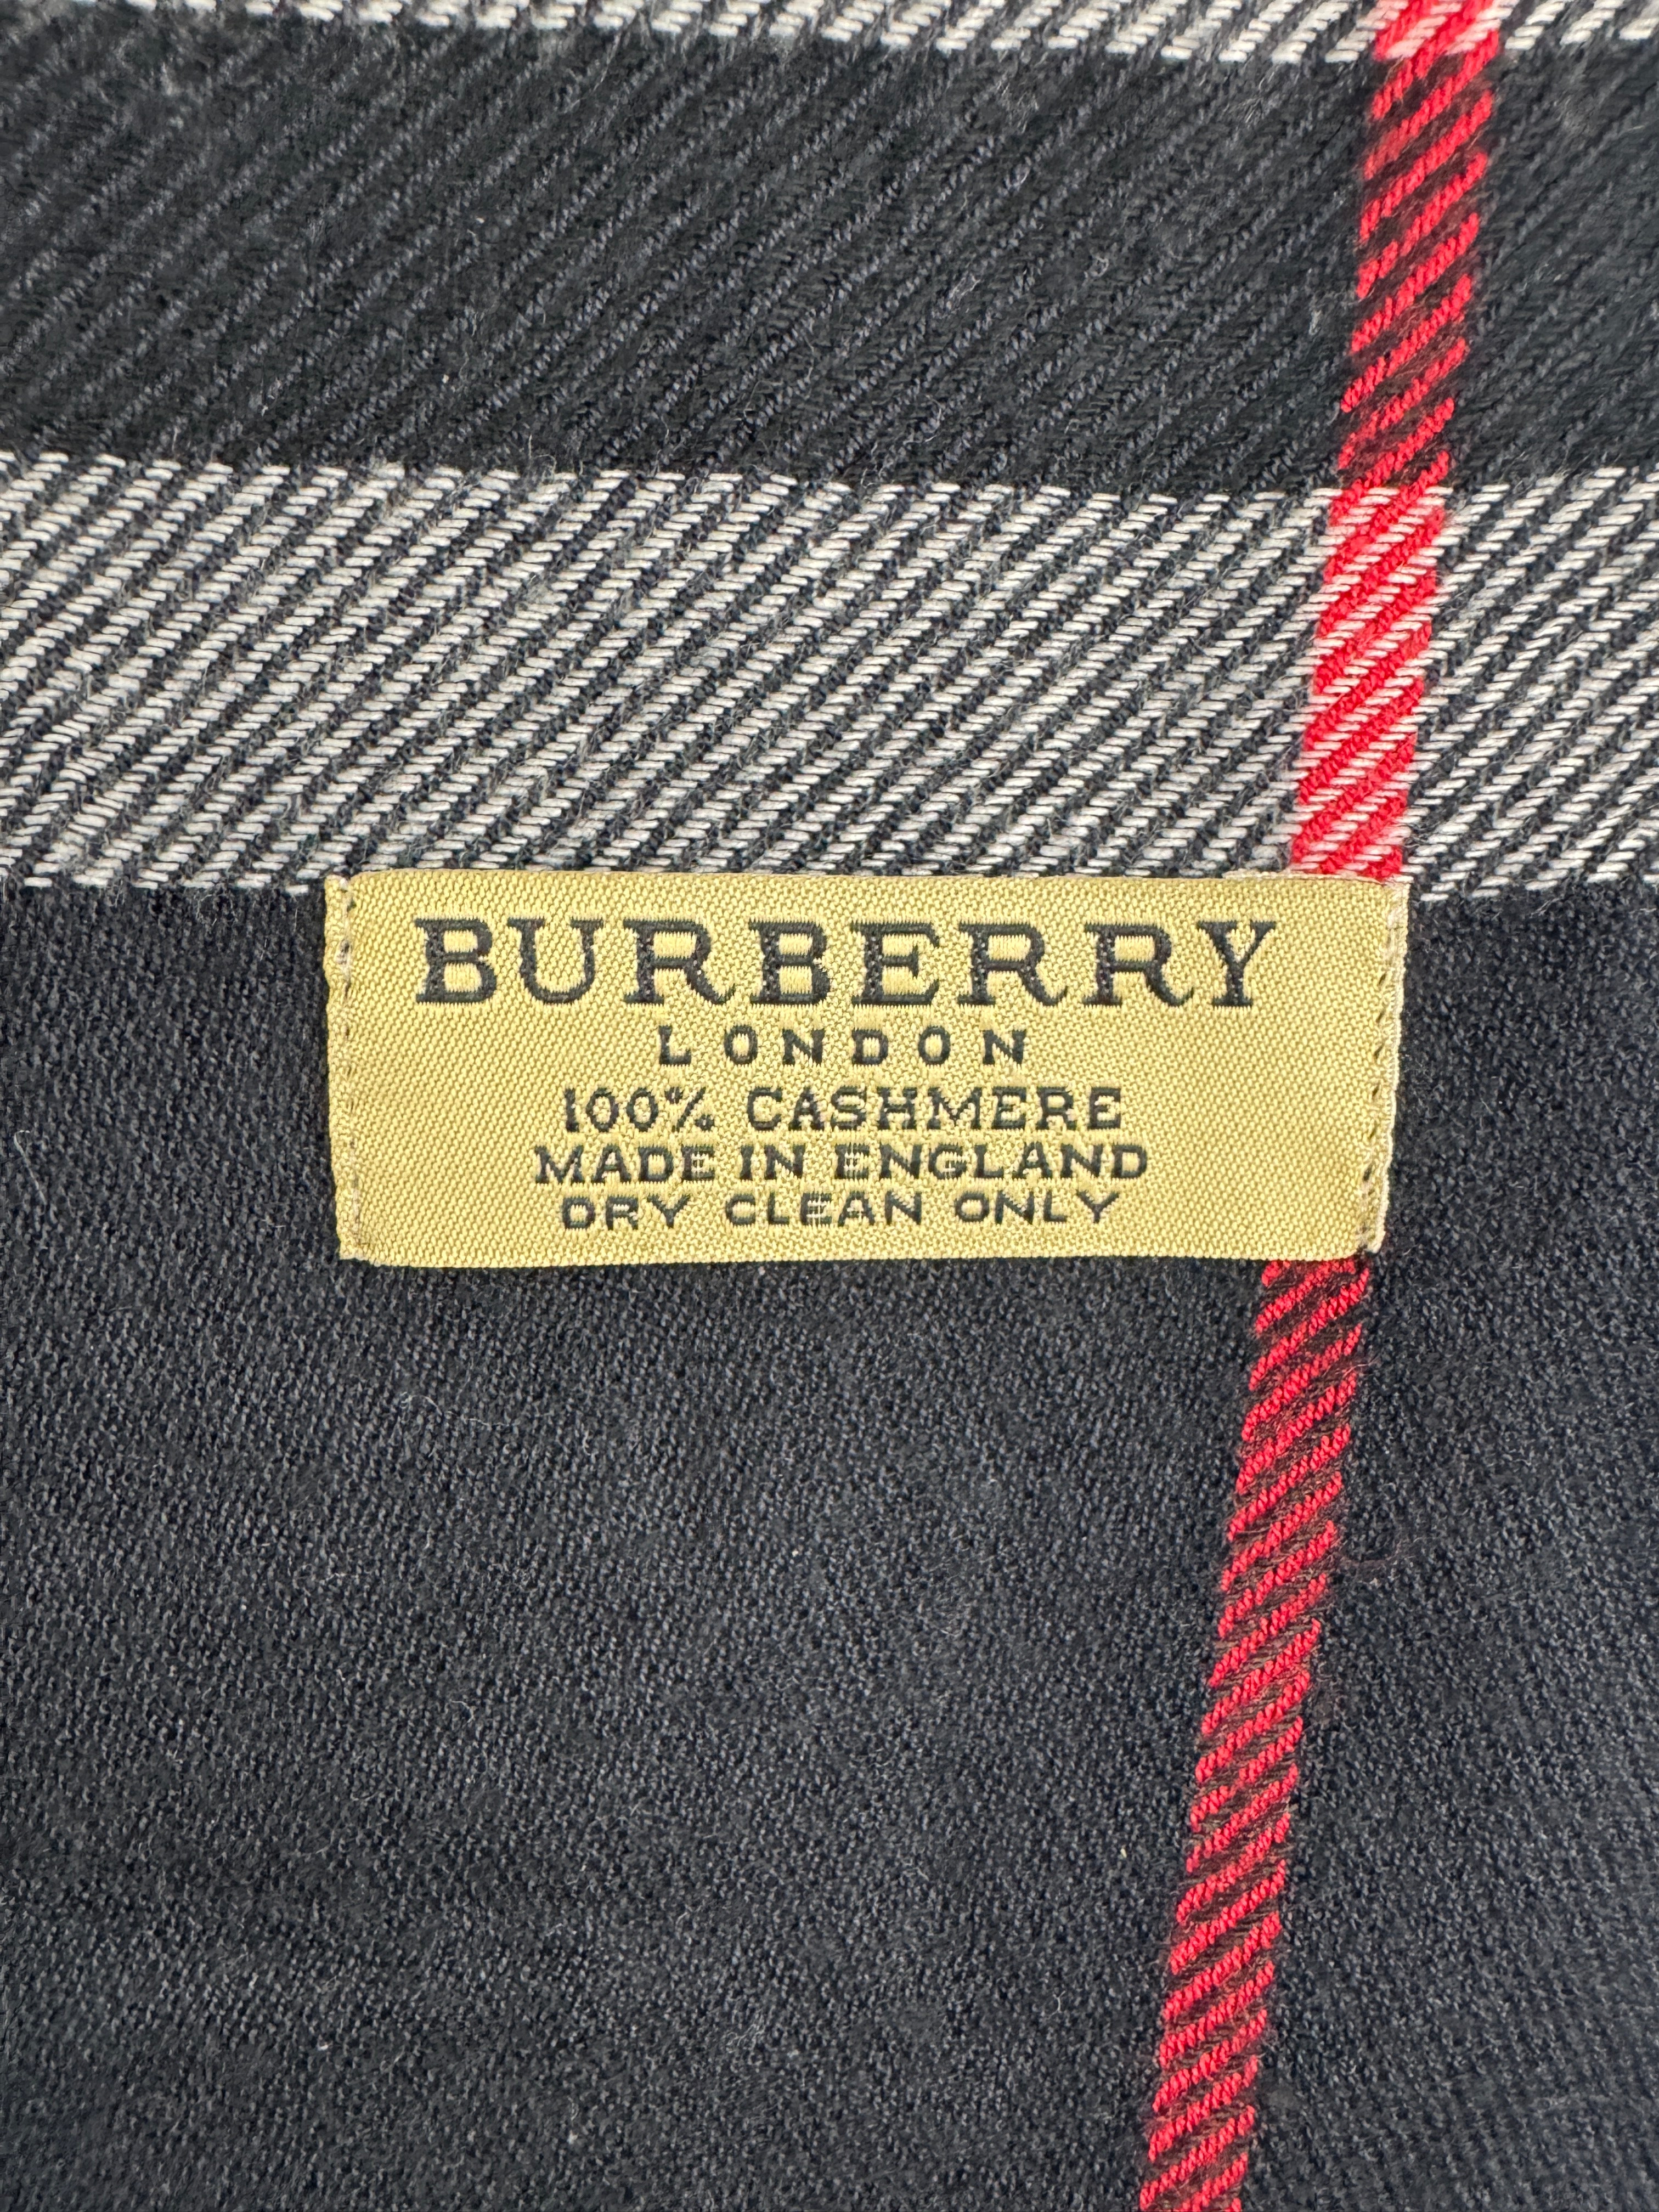 BURBERRY
LONDON
100% CASHMERE
MADE IN ENGLAND
DRY CLEAN ONLY